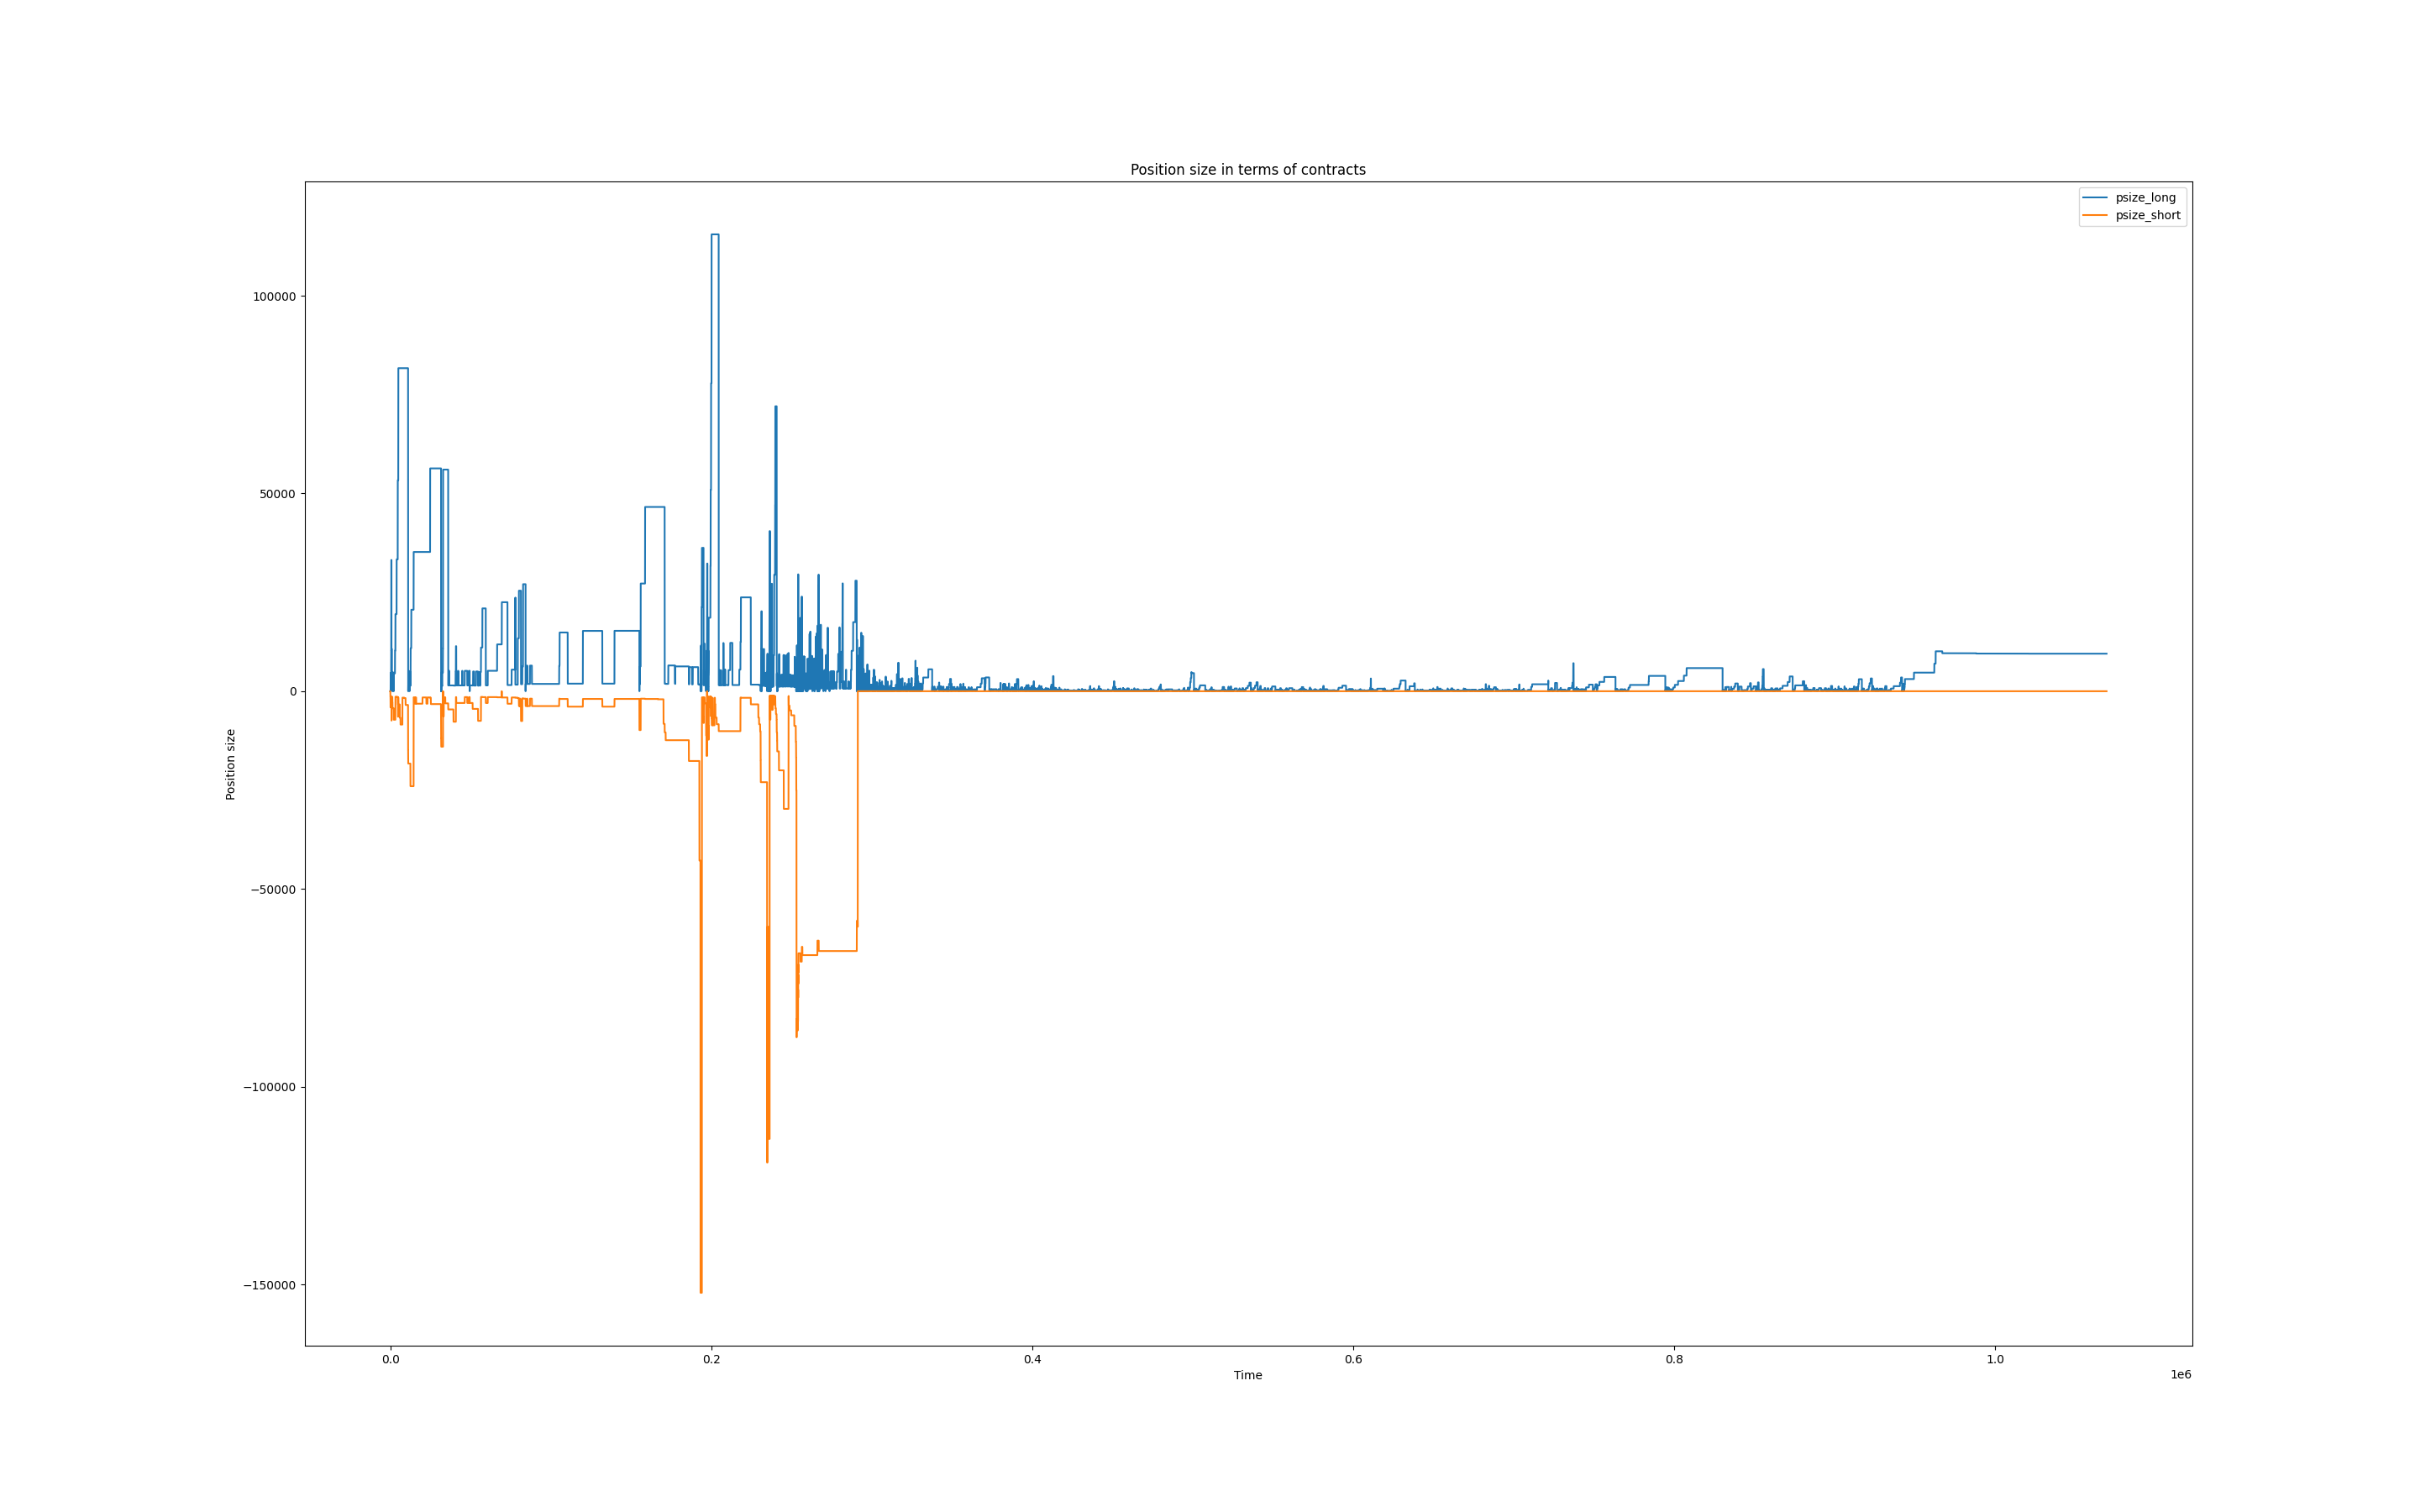 Position size in terms of contracts
psize_long
psize_short
100000
50000
0
−50000
−100000
−150000
Position size
0.0
0.2
0.4
0.6
0.8
1.0
Time
1e6